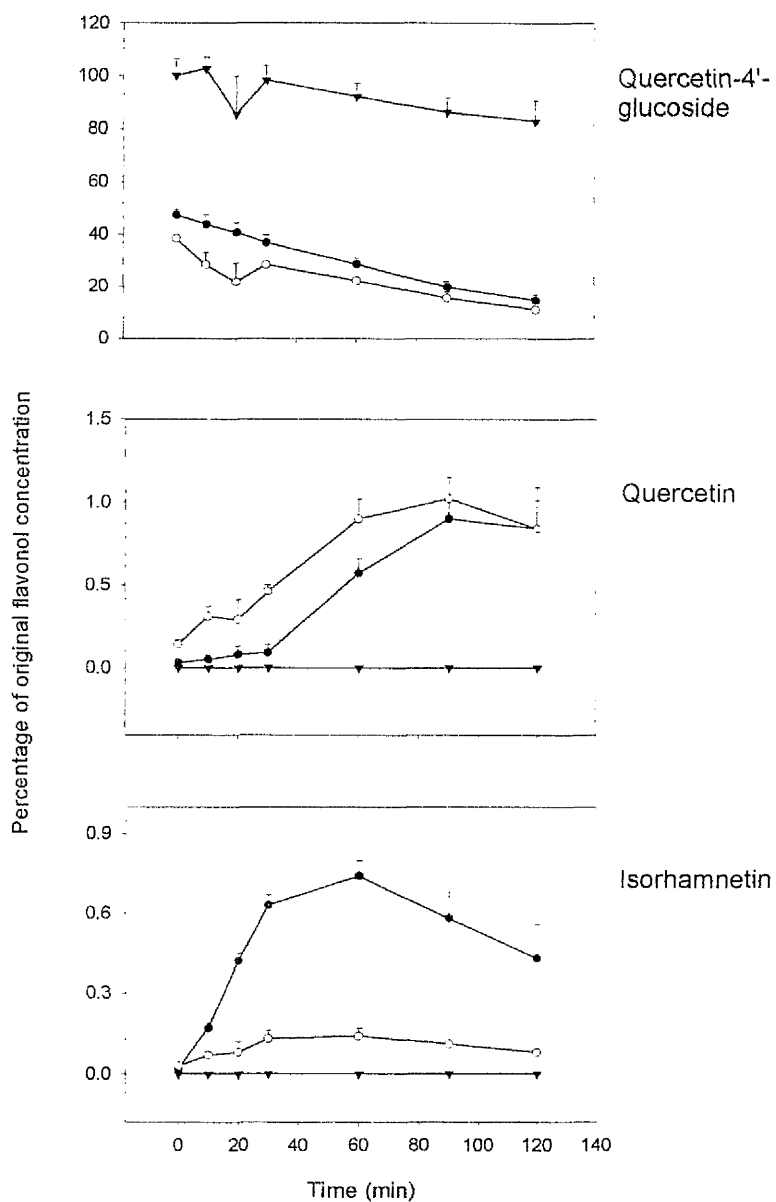 120
100
80
60
40
20
0
Quercetin-4'-
glucoside
Percentage of original flavonol concentration
1.5
1.0
0.5
0.0
Quercetin
0.9
0.6
0.3
0.0
Isorhamnetin
0 20 40 60 80 100 120 140
Time (min)